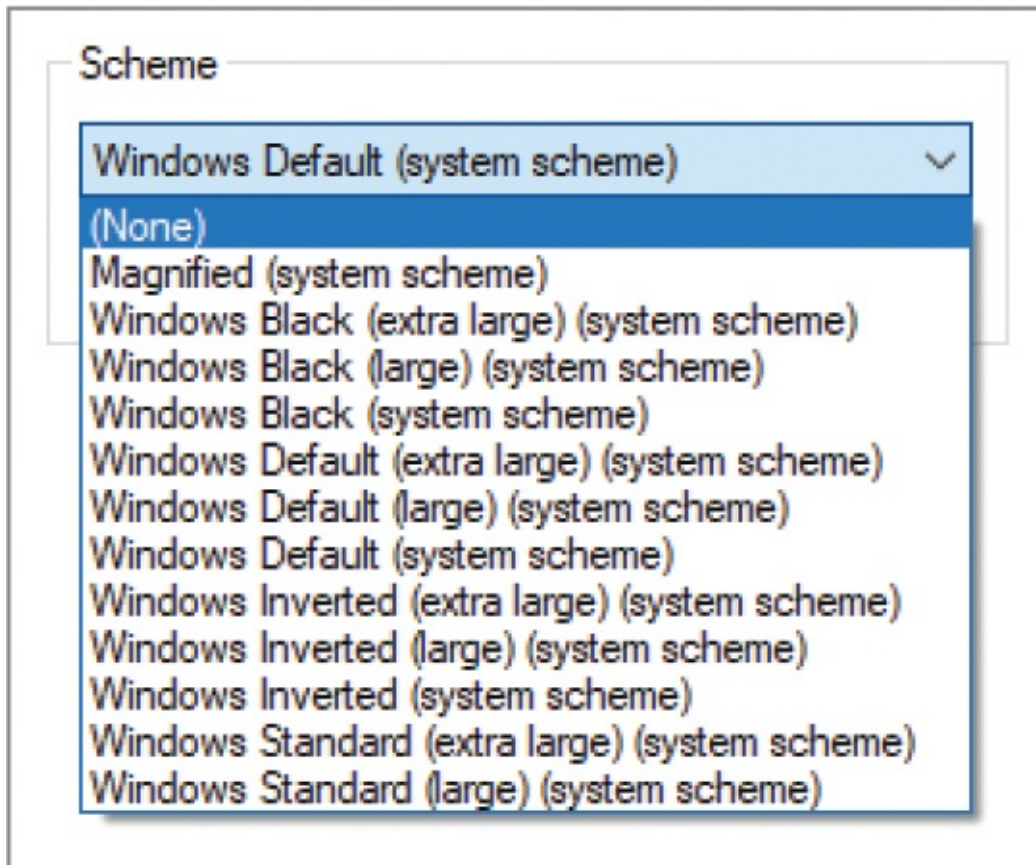 Scheme
Windows Default (system scheme)
(None)
Magnified (system scheme)
Windows Black (extra large) (system scheme)
Windows Black (large) (system scheme)
Windows Black (system scheme)
Windows Default (extra large) (system scheme)
Windows Default (large) (system scheme)
Windows Default (system scheme)
Windows Inverted (extra large) (system scheme)
Windows Inverted (large) (system scheme)
Windows Inverted (system scheme)
Windows Standard (extra large) (system scheme)
Windows Standard (large) (system scheme)